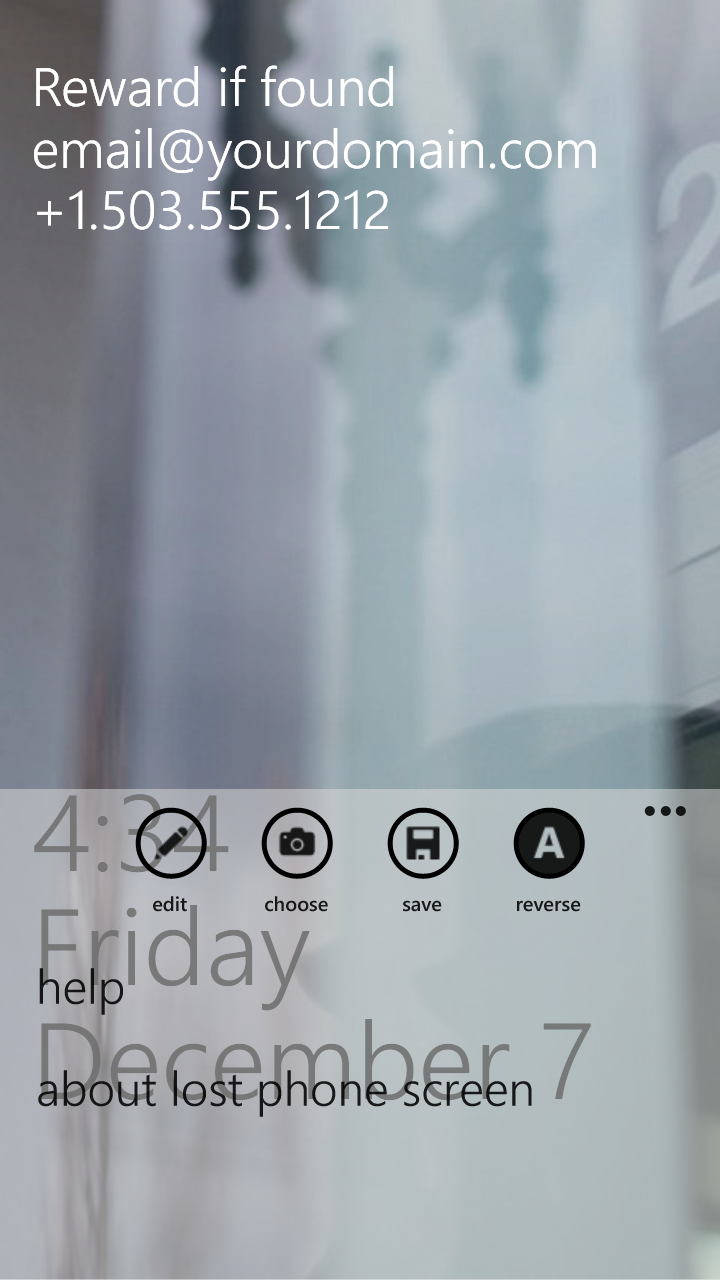 Reward if found
email@yourdomain.com
+1.503.555.1212
2
4:34
edit choose save reverse
A
Friday
help
December 7
about lost phone screen